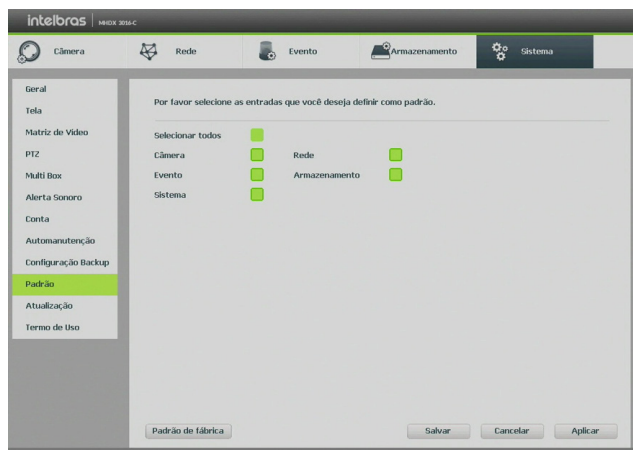 intelbras MHDX 3016-C
Câmera Rede Evento Armazenamento Sistema
Geral
Tela
Matriz de Vídeo
PTZ
Multi Box
Alerta Sonoro
Conta
Automanutenção
Configuração Backup
Padrão
Atualização
Termo de Uso
Por favor selecione as entradas que você deseja definir como padrão.
Selecionar todos
Câmera Rede
Evento Armazenamento
Sistema
Padrão de fábrica Salvar Cancelar Aplicar